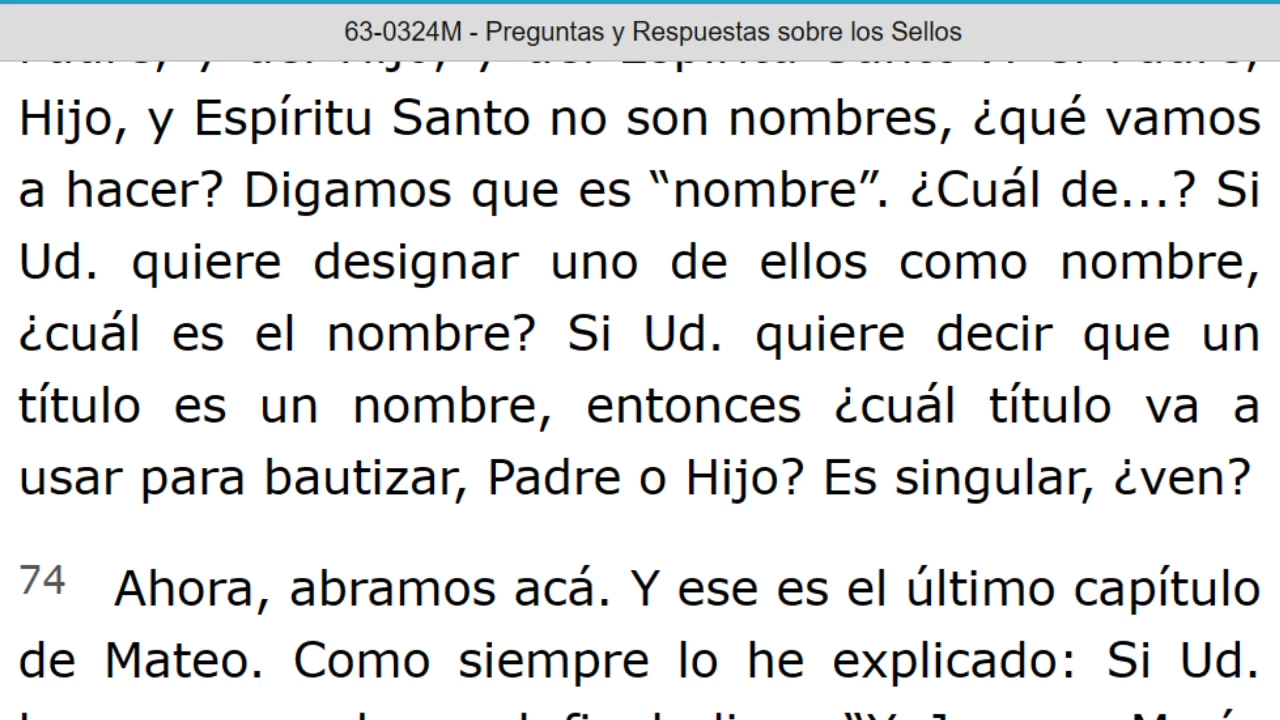 63-0324M - Preguntas y Respuestas sobre los Sellos
Hijo, y Espíritu Santo no son nombres, ¿qué vamos
a hacer? Digamos que es “nombre”. ¿Cuál de...? Si
Ud. quiere designar uno de ellos como nombre,
¿cuál es el nombre? Si Ud. quiere decir que un
título es un nombre, entonces ¿cuál título va a
usar para bautizar, Padre o Hijo? Es singular, ¿ven?
74 Ahora, abramos acá. Y ese es el último capítulo
de Mateo. Como siempre lo he explicado: Si Ud.